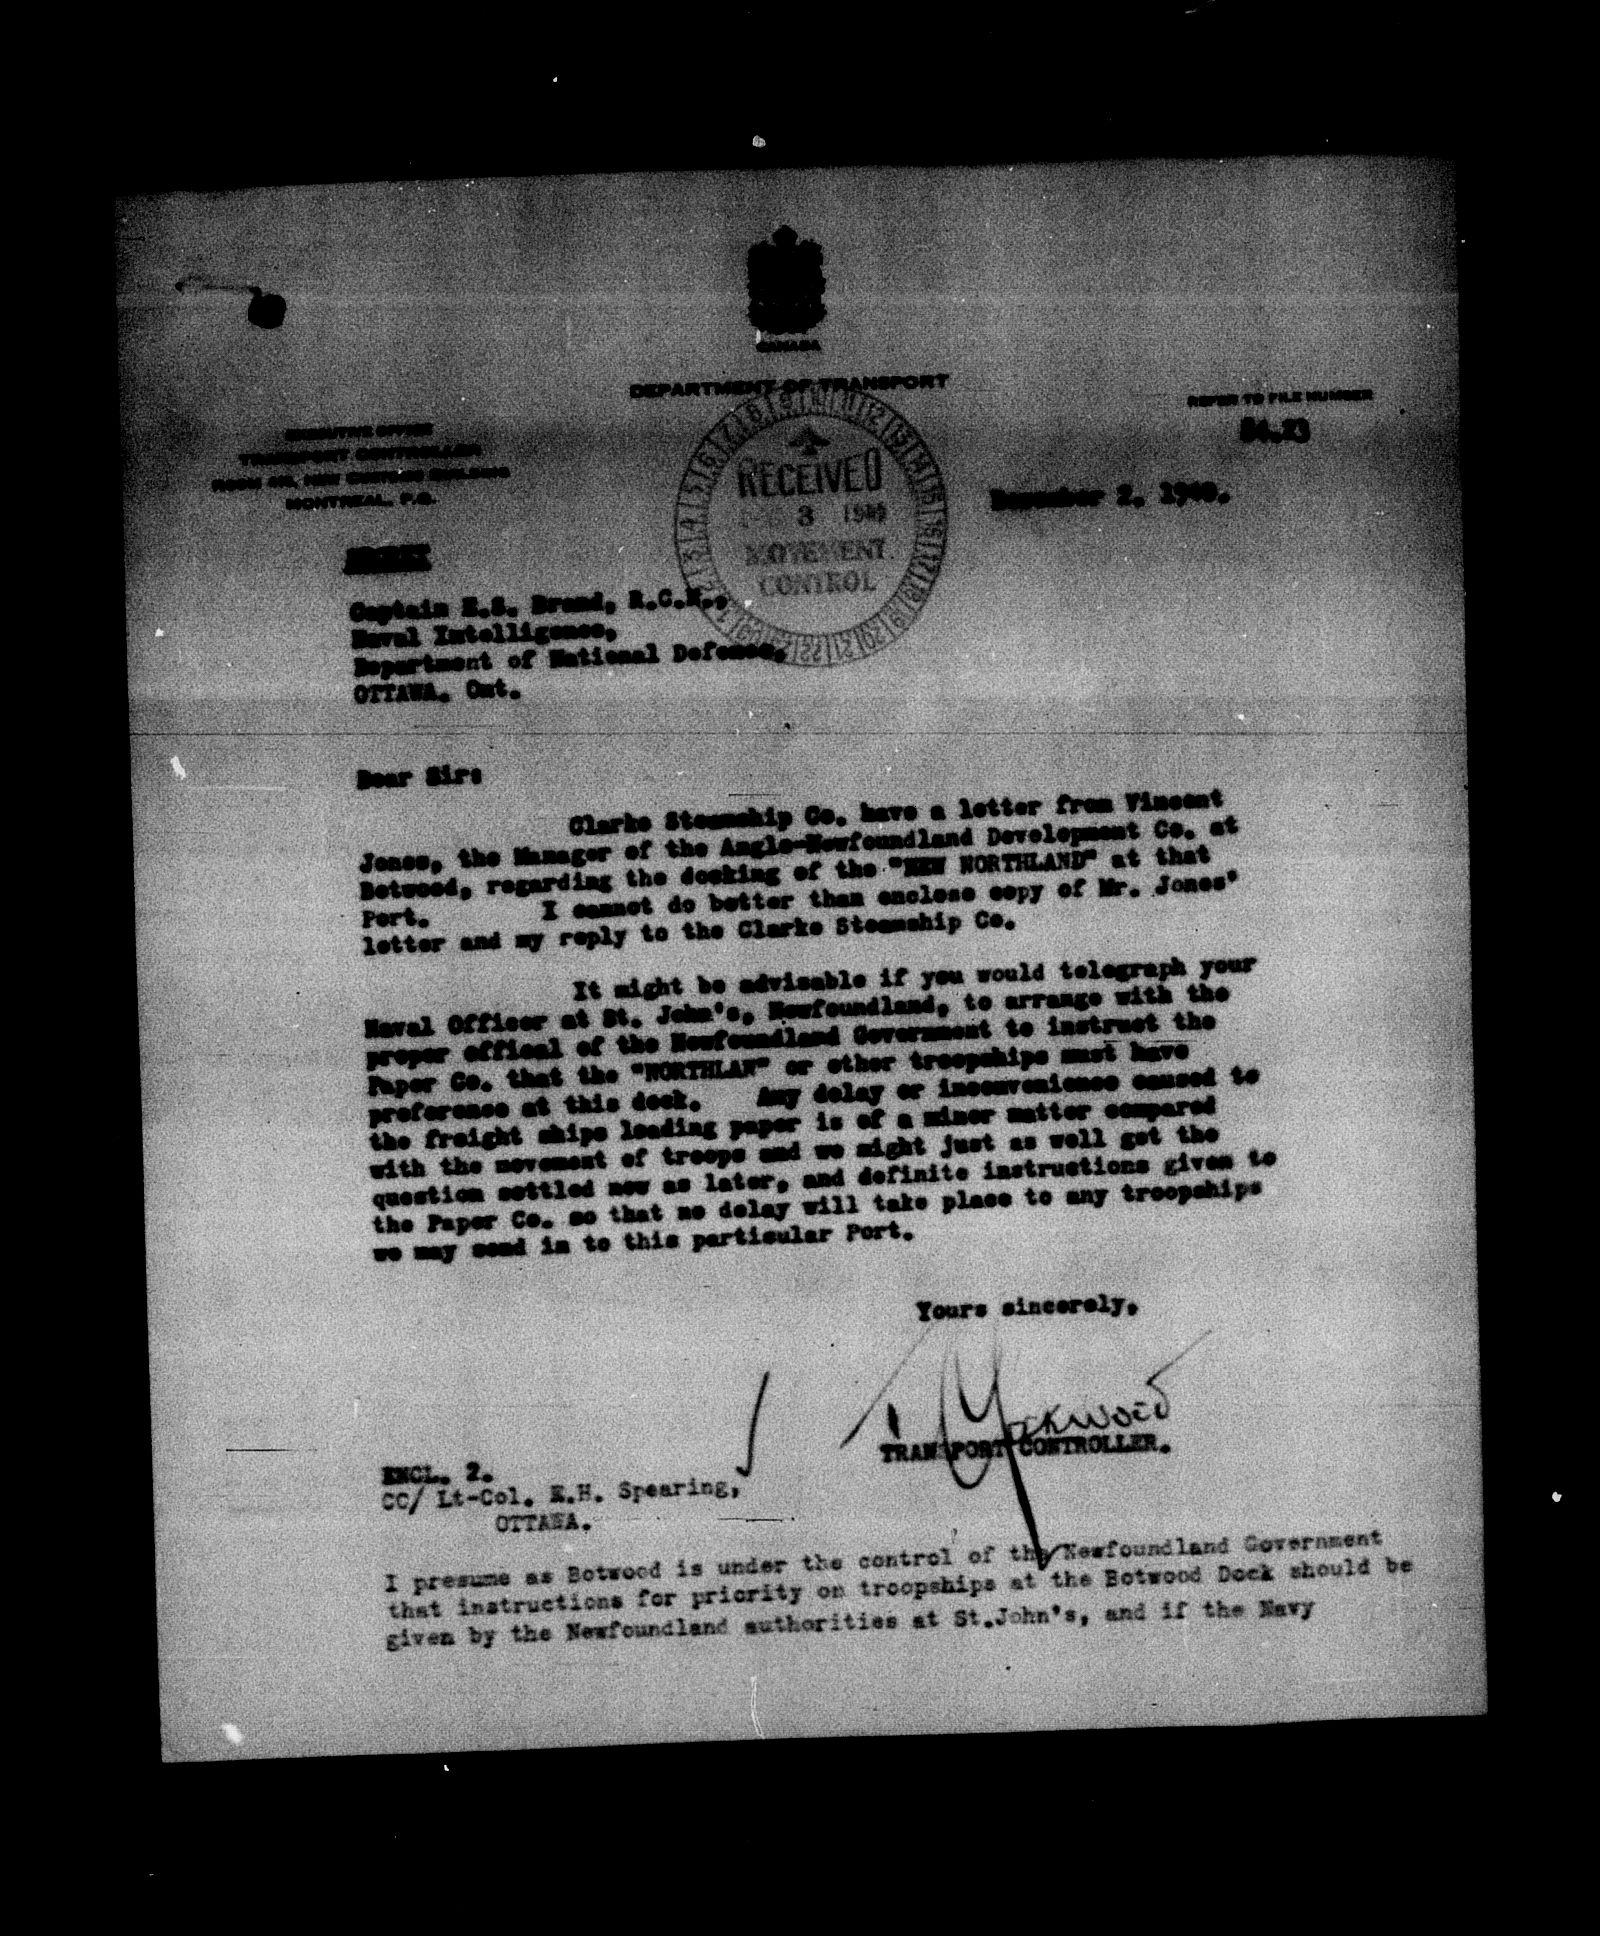 CANADA
DEPARTMENT OF TRANSPORT
REFER TO FILE NUMBER
84.23
EXECUTIVE OFFICE
TRANSPORT CONTROLLER
ROOM NEW BUILDING
MONTREAL, P.Q.
December 2, 1940.
RECEIVED
3 1940
MOVEMENT
CONTROL
SECRET
Captain E.S. Brand, R.C.N.,
Naval Intelligence,
Department of National Defence,
OTTAWA. Ont.
Dear Sir:
Clarke Steamship Co. have a letter from Vincent
Jones, the Manager of the Anglo-Newfoundland Development Co. at
Botwood, regarding the docking of the "NEW NORTHLAND" at that
Port. I cannot do better than enclose copy of Mr. Jones'
letter and my reply to the Clarke Steamship Co.
It might be advisable if you would telegraph your
Naval Officer at St. John's, Newfoundland, to arrange with the
proper offical of the Newfoundland Government to instruct the
Paper Co. that the "NORTHLAN" or other troopships must have
preference at this dock. Any delay or inconvenience caused to
the freight ships loading paper is of a minor matter compared
with the movement of troops and we might just as well get the
question settled now as later, and definite instructions given to
the Paper Co. so that no delay will take place to any troopships
we may send in to this particular Port.
Yours sincerely,
TRANSPORT CONTROLLER.
ENCL. 2.
CC/ Lt-Col. E.H. Spearing,
OTTAWA.
I presume as Botwood is under the control of the Newfoundland Government
that instructions for priority on troopships at the Botwood Dock should be
given by the Newfoundland authorities at St.John's, and if the Navy